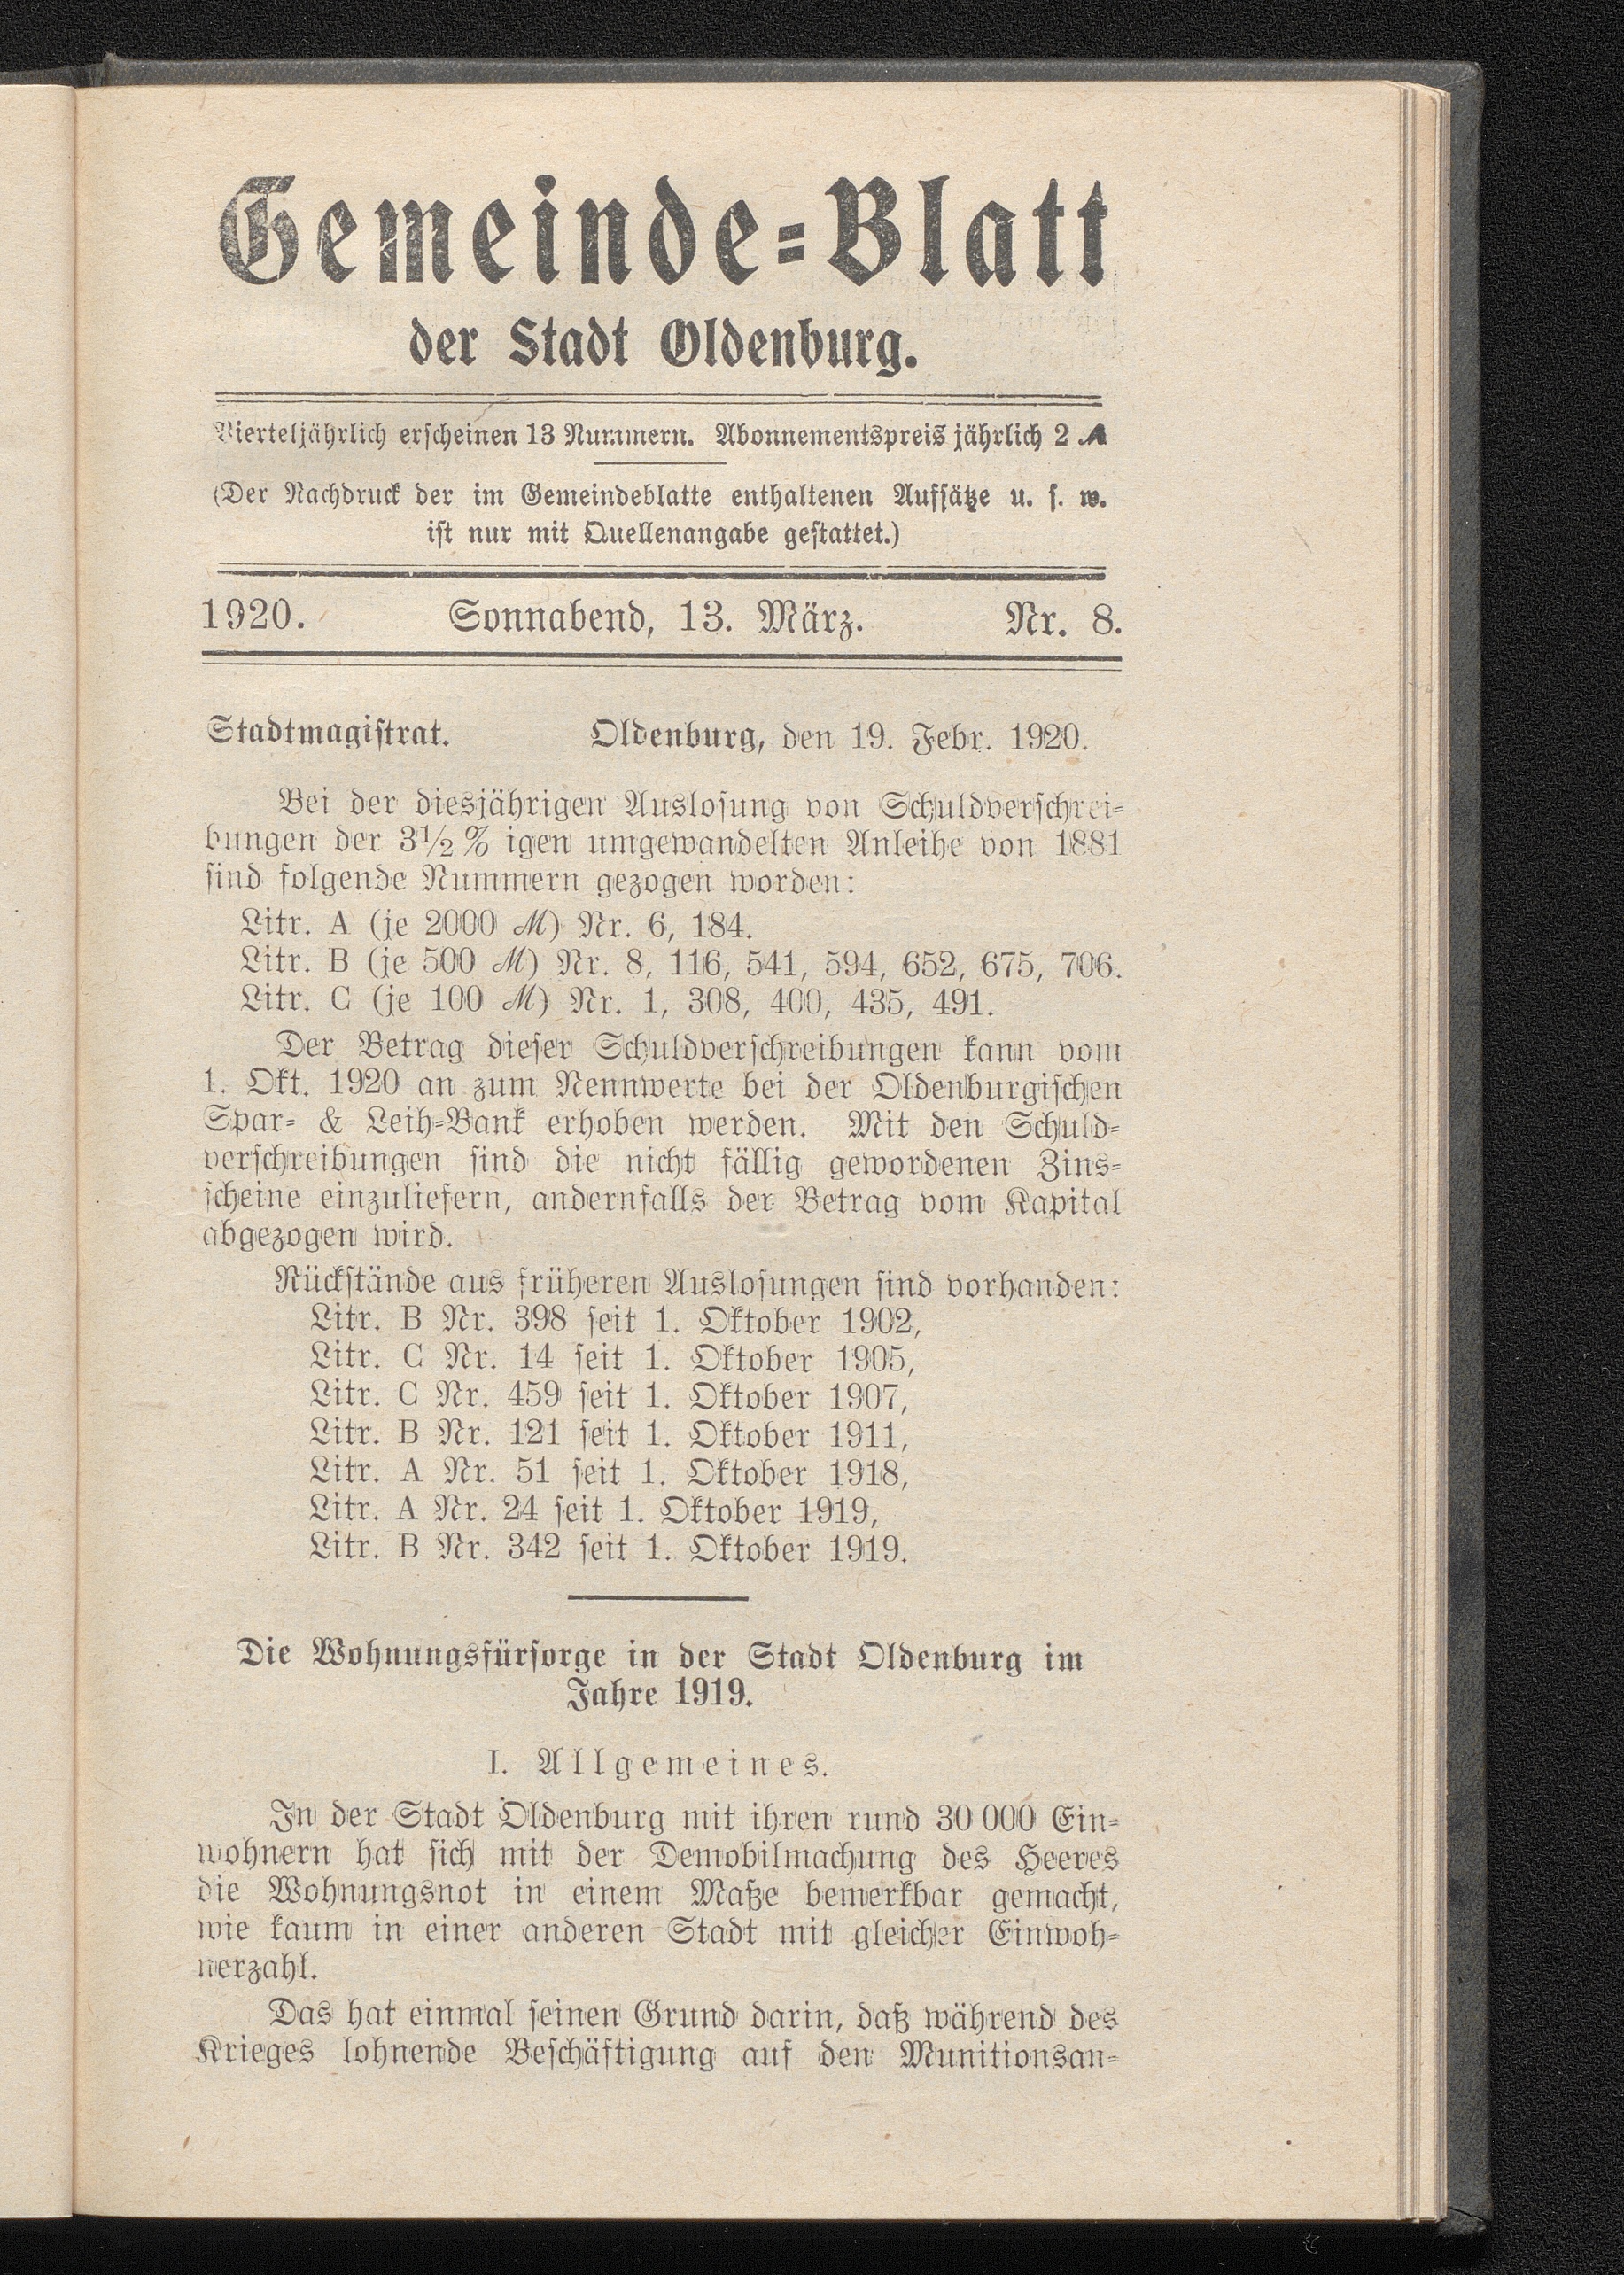 Gemeinde=Blatt
der Stadt Oldenburg.
Vierteljährlich erscheinen 13 Nummern. Abonnementspreis jährlich 2 ℳ
(Der Nachdruck der im Gemeindeblatte enthaltenen Aufsätze u. s. w.
ist nur mit Quellenangabe gestattet.)
1920. Sonnabend, 13. März. Nr. 8.
Stadtmagistrat. Oldenburg, den 19. Febr. 1920.
Bei der diesjährigen Auslosung von Schuldverschrei=
bungen der 3½ % igen umgewandelten Anleihe von 1881
sind folgende Nummern gezogen worden:
Litr. A (je 2000 ℳ) Nr. 6, 184.
Litr. B (je 500 ℳ) Nr. 8, 116, 541, 594, 652, 675, 706.
Litr. C (je 100 ℳ) Nr. 1, 308, 400, 435, 491.
Der Betrag dieser Schuldverschreibungen kann vom
1. Okt. 1920 an zum Nennwerte bei der Oldenburgischen
Spar= & Leih=Bank erhoben werden. Mit den Schuld=
verschreibungen sind die nicht fällig gewordenen Zins=
scheine einzuliefern, andernfalls der Betrag vom Kapital
abgezogen wird.
Rückstände aus früheren Auslosungen sind vorhanden:
Litr. B Nr. 398 seit 1. Oktober 1902,
Litr. C Nr. 14 seit 1. Oktober 1905,
Litr. C Nr. 459 seit 1. Oktober 1907,
Litr. B Nr. 121 seit 1. Oktober 1911,
Litr. A Nr. 51 seit 1. Oktober 1918,
Litr. A Nr. 24 seit 1. Oktober 1919,
Litr. B Nr. 342 seit 1. Oktober 1919.
Die Wohnungsfürsorge in der Stadt Oldenburg im
Jahre 1919.
I. Allgemeines.
In der Stadt Oldenburg mit ihren rund 30 000 Ein=
wohnern hat sich mit der Demobilmachung des Heeres
die Wohnungsnot in einem Maße bemerkbar gemacht,
wie kaum in einer anderen Stadt mit gleicher Einwoh=
nerzahl.
Das hat einmal seinen Grund darin, daß während des
Krieges lohnende Beschäftigung auf den Munitionsan=